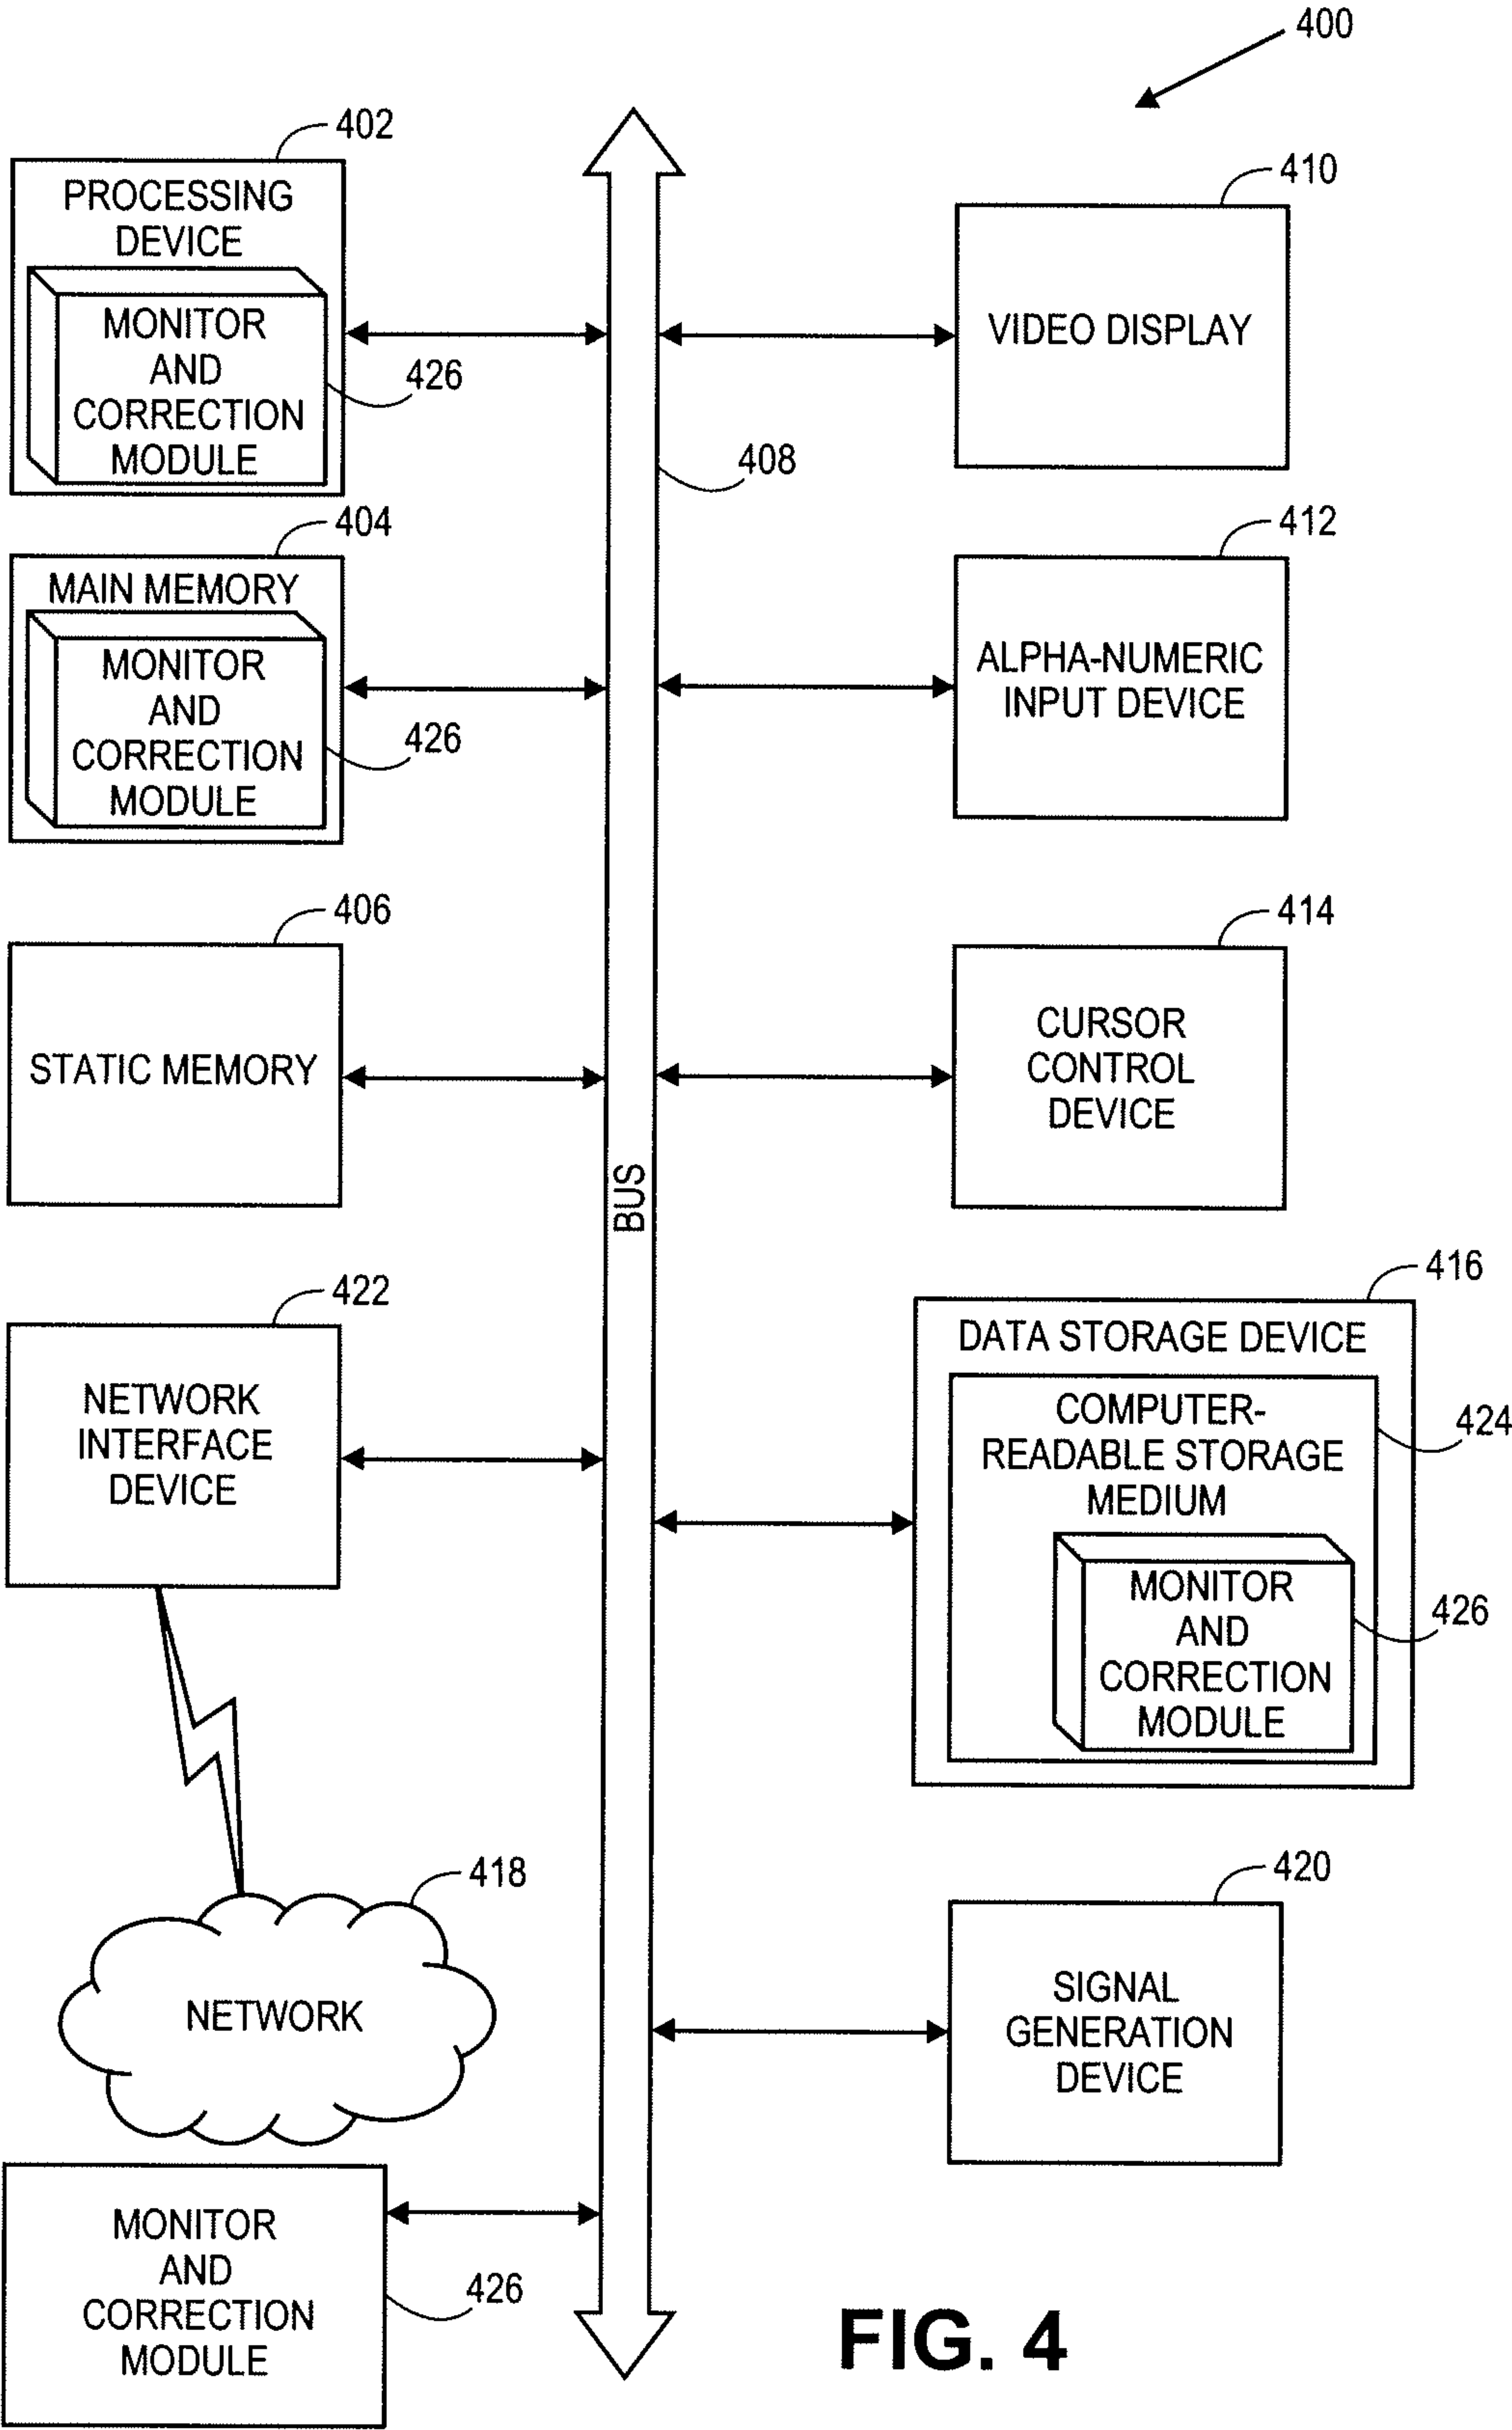 400
402
PROCESSING
DEVICE
MONITOR
AND
CORRECTION
MODULE
426
404
MAIN MEMORY
MONITOR
AND
CORRECTION
MODULE
426
406
STATIC MEMORY
422
NETWORK
INTERFACE
DEVICE
418
NETWORK
MONITOR
AND
CORRECTION
MODULE
426
408
BUS
410
VIDEO DISPLAY
412
ALPHA-NUMERIC
INPUT DEVICE
414
CURSOR
CONTROL
DEVICE
416
DATA STORAGE DEVICE
COMPUTER-
READABLE STORAGE
MEDIUM
424
MONITOR
AND
CORRECTION
MODULE
426
420
SIGNAL
GENERATION
DEVICE
FIG. 4